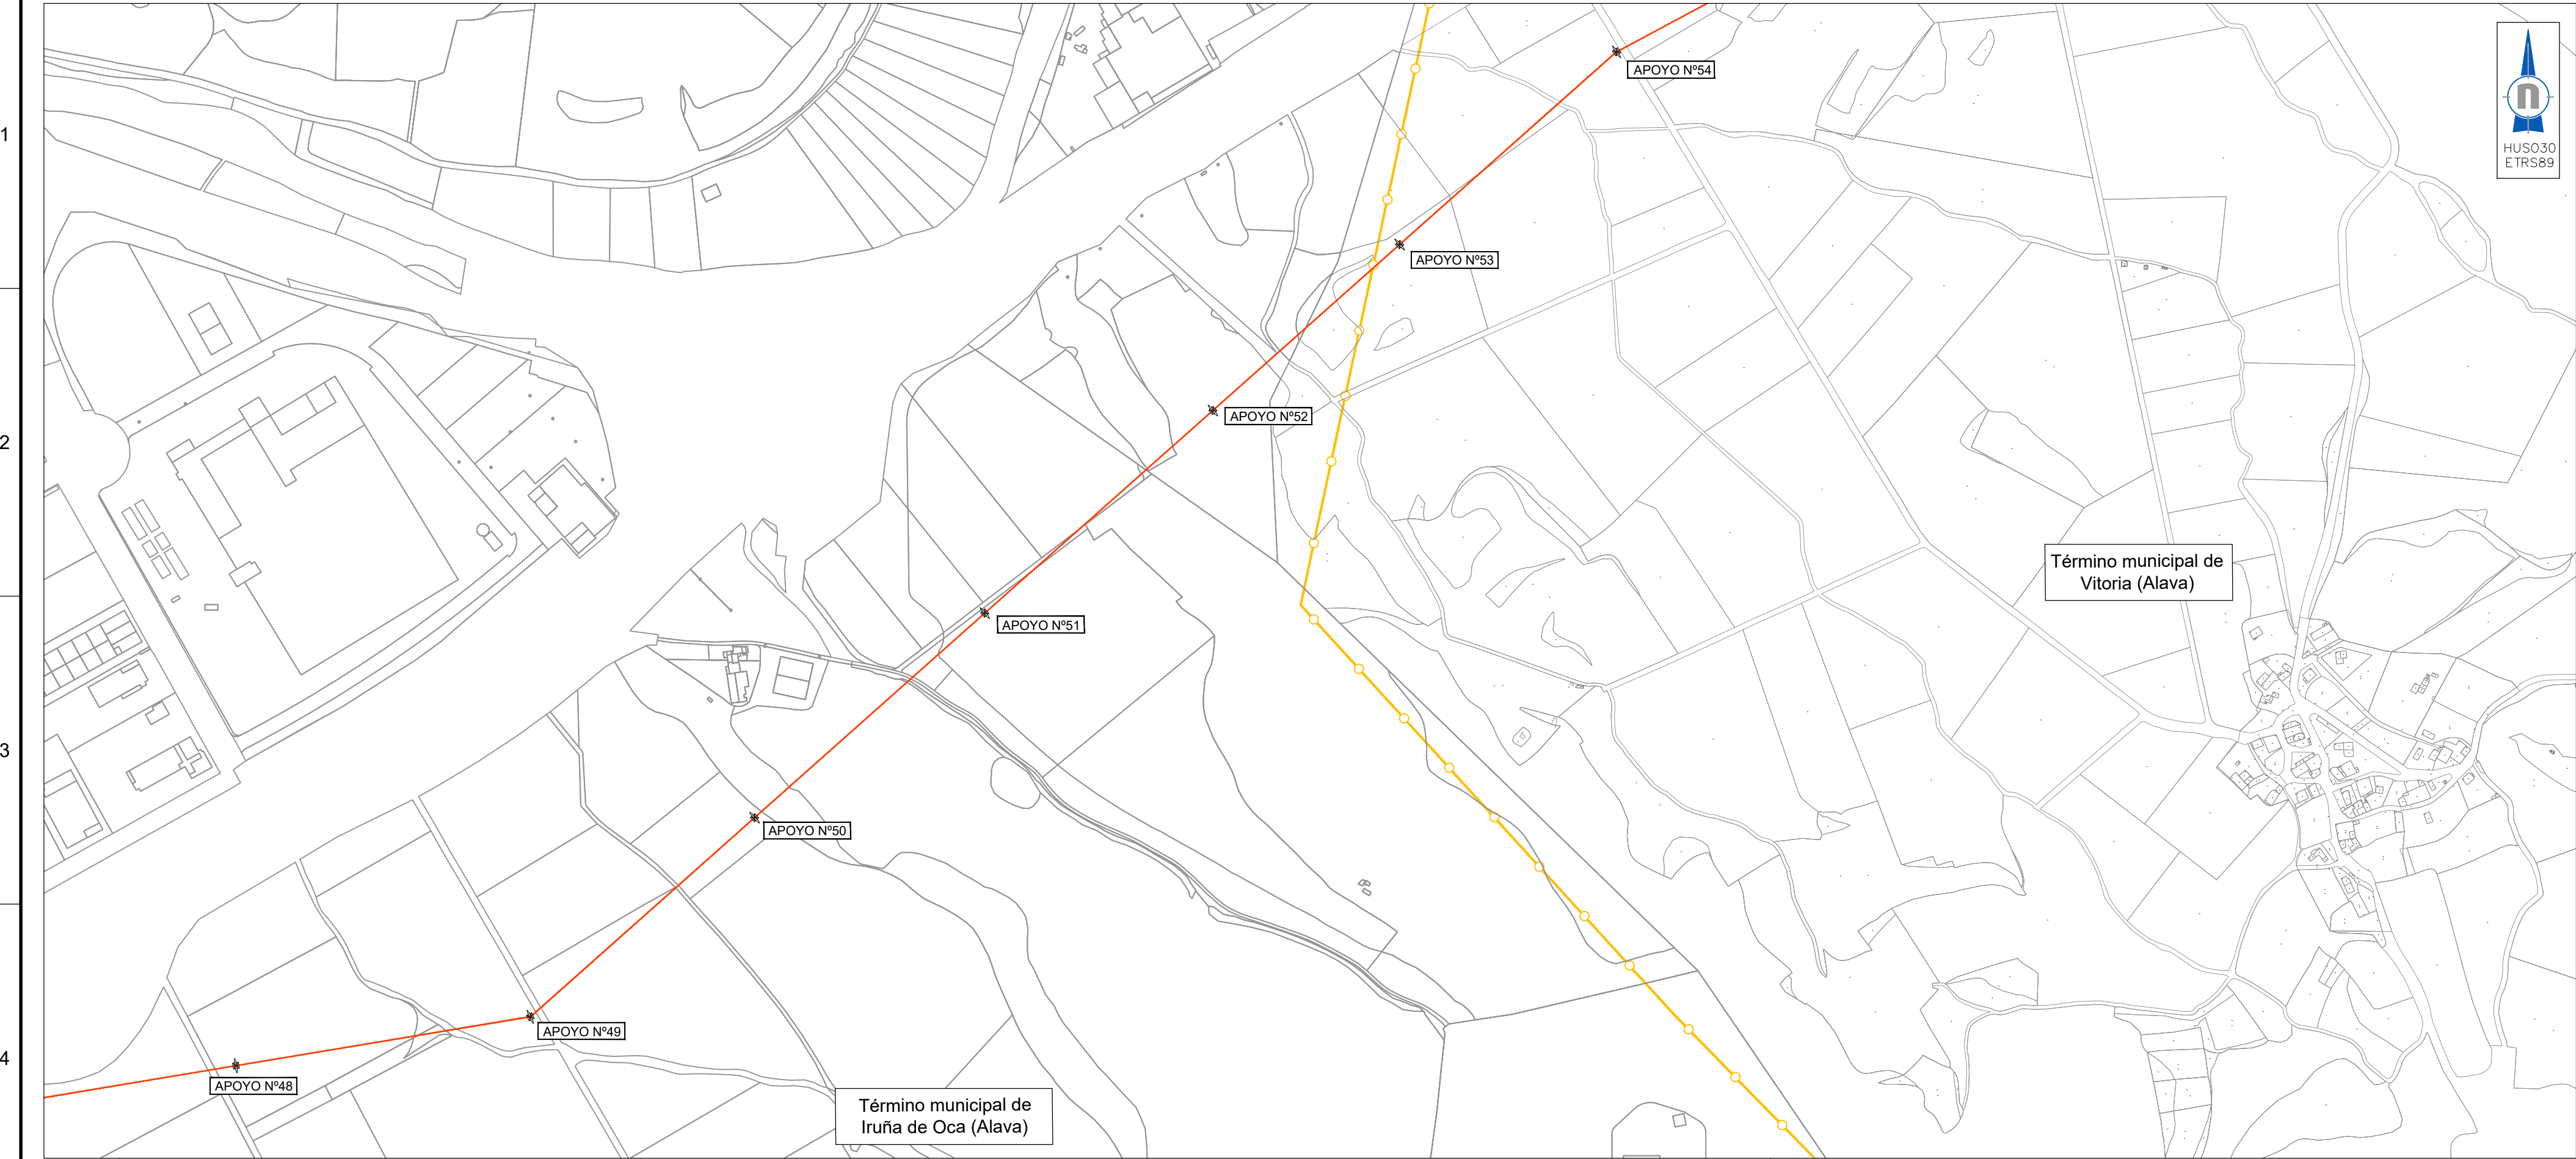 1
APOYO Nº54
n
HUSO30
ETRS89
APOYO Nº53
2
APOYO Nº52
Término municipal de
Vitoria (Alava)
APOYO Nº51
3
APOYO Nº50
APOYO Nº49
4
APOYO Nº48
Término municipal de
Iruña de Oca (Alava)